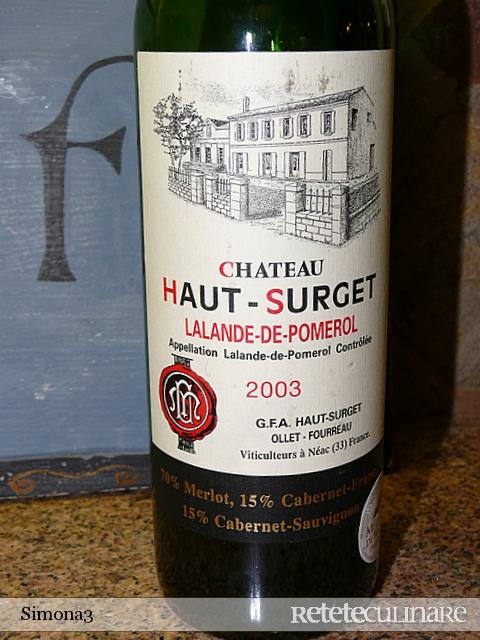 f
CHATEAU
HAUT-SURGET
LALANDE-DE-POMEROL
Appellation Lalande-de-Pomerol Contrôlée
2003
G.F.A. HAUT-SURGET
OLLET - FOURREAU
Viticulteurs à Néac (33) France.
70% Merlot, 15% Cabernet-Franc
15% Cabernet-Sauvignon
Simona3
RETETECULINARE